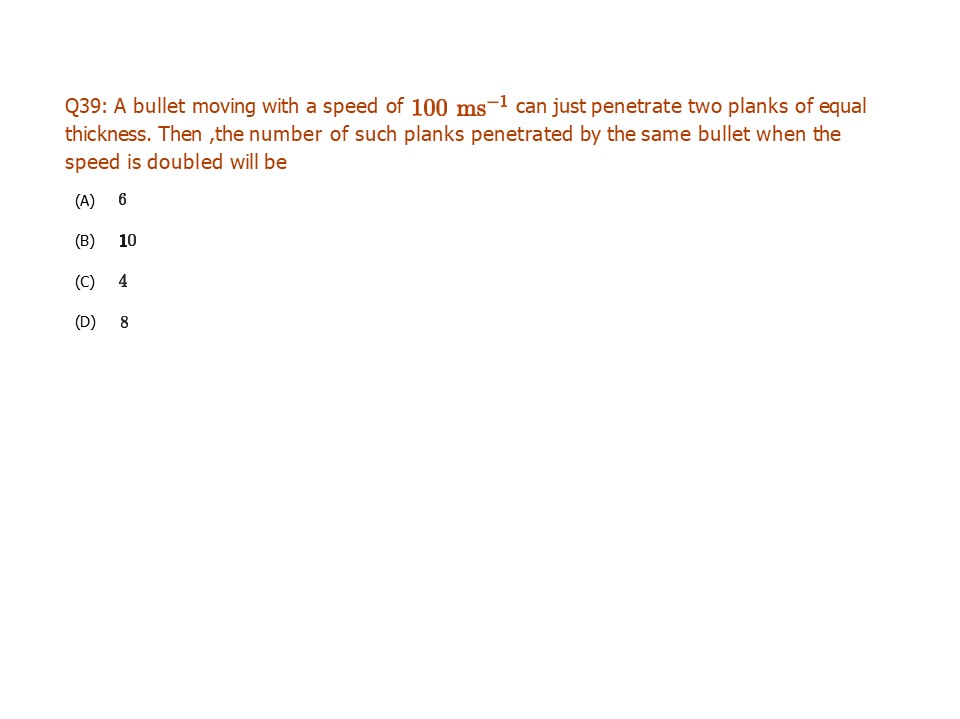 Q39: A bullet moving with a speed of 100 ms⁻¹ can just penetrate two planks of equal
thickness. Then ,the number of such planks penetrated by the same bullet when the
speed is doubled will be
(A) 6
(B) 10
(C) 4
(D) 8